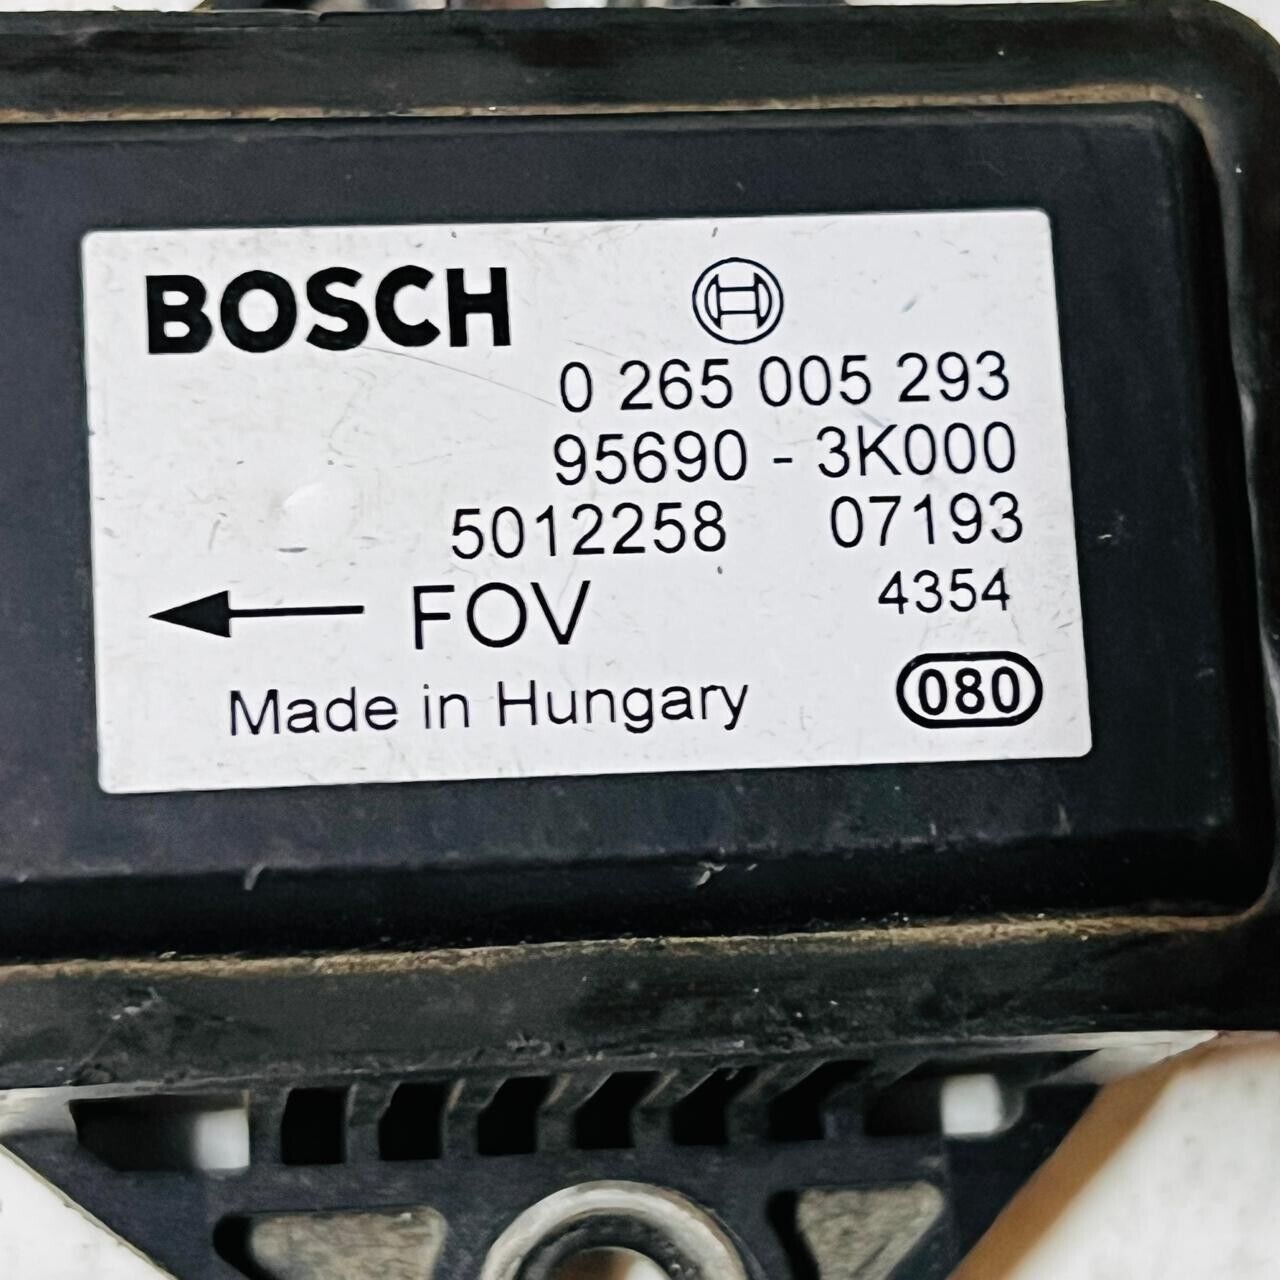 BOSCH
0 265 005 293
95690 - 3K000
5012258 07193
FOV 4354
Made in Hungary 080